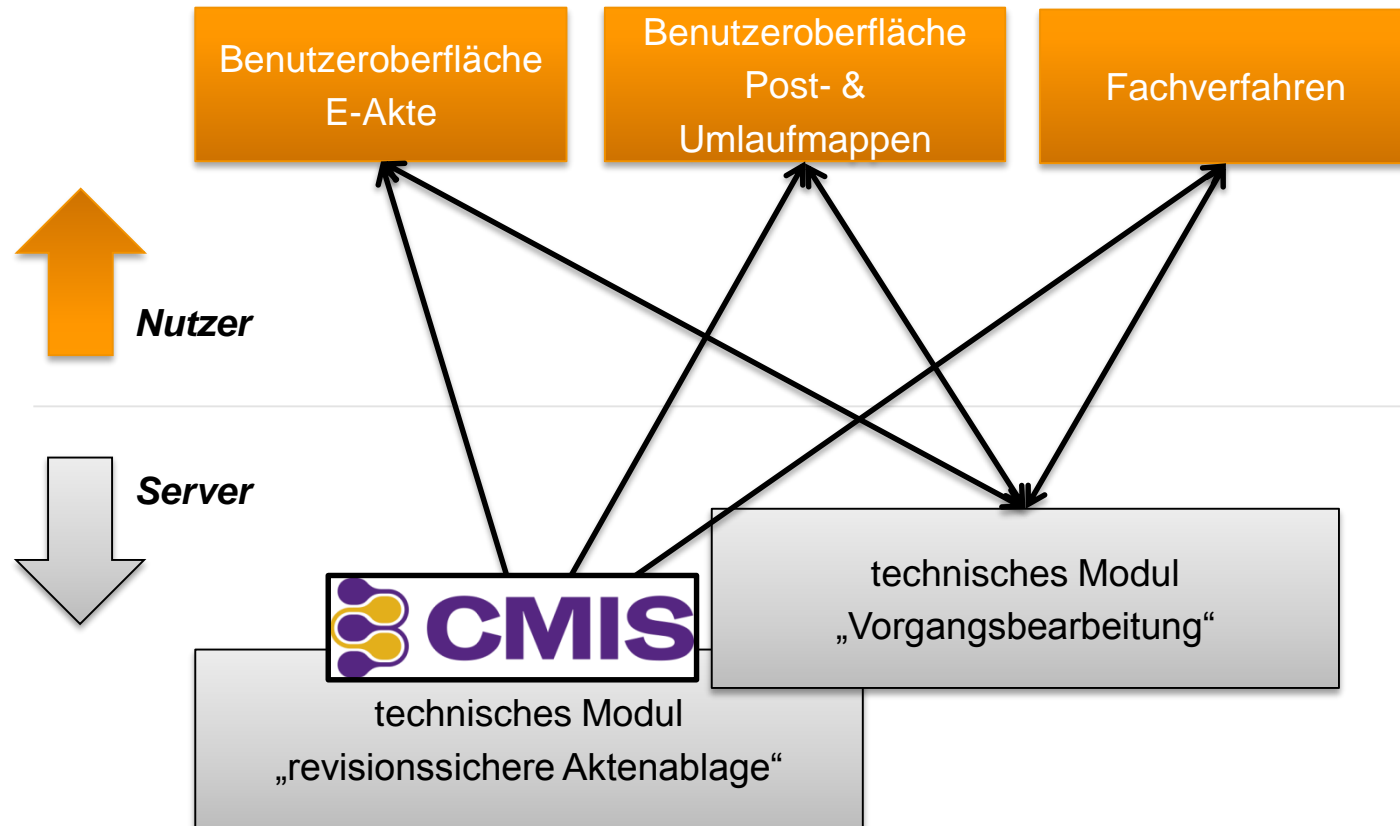 Benutzeroberfläche
E-Akte
Benutzeroberfläche
Post- &
Umlaufmappen
Fachverfahren
Nutzer
Server
technisches Modul
„Vorgangsbearbeitung“
CMIS
technisches Modul
„revisionssichere Aktenablage“